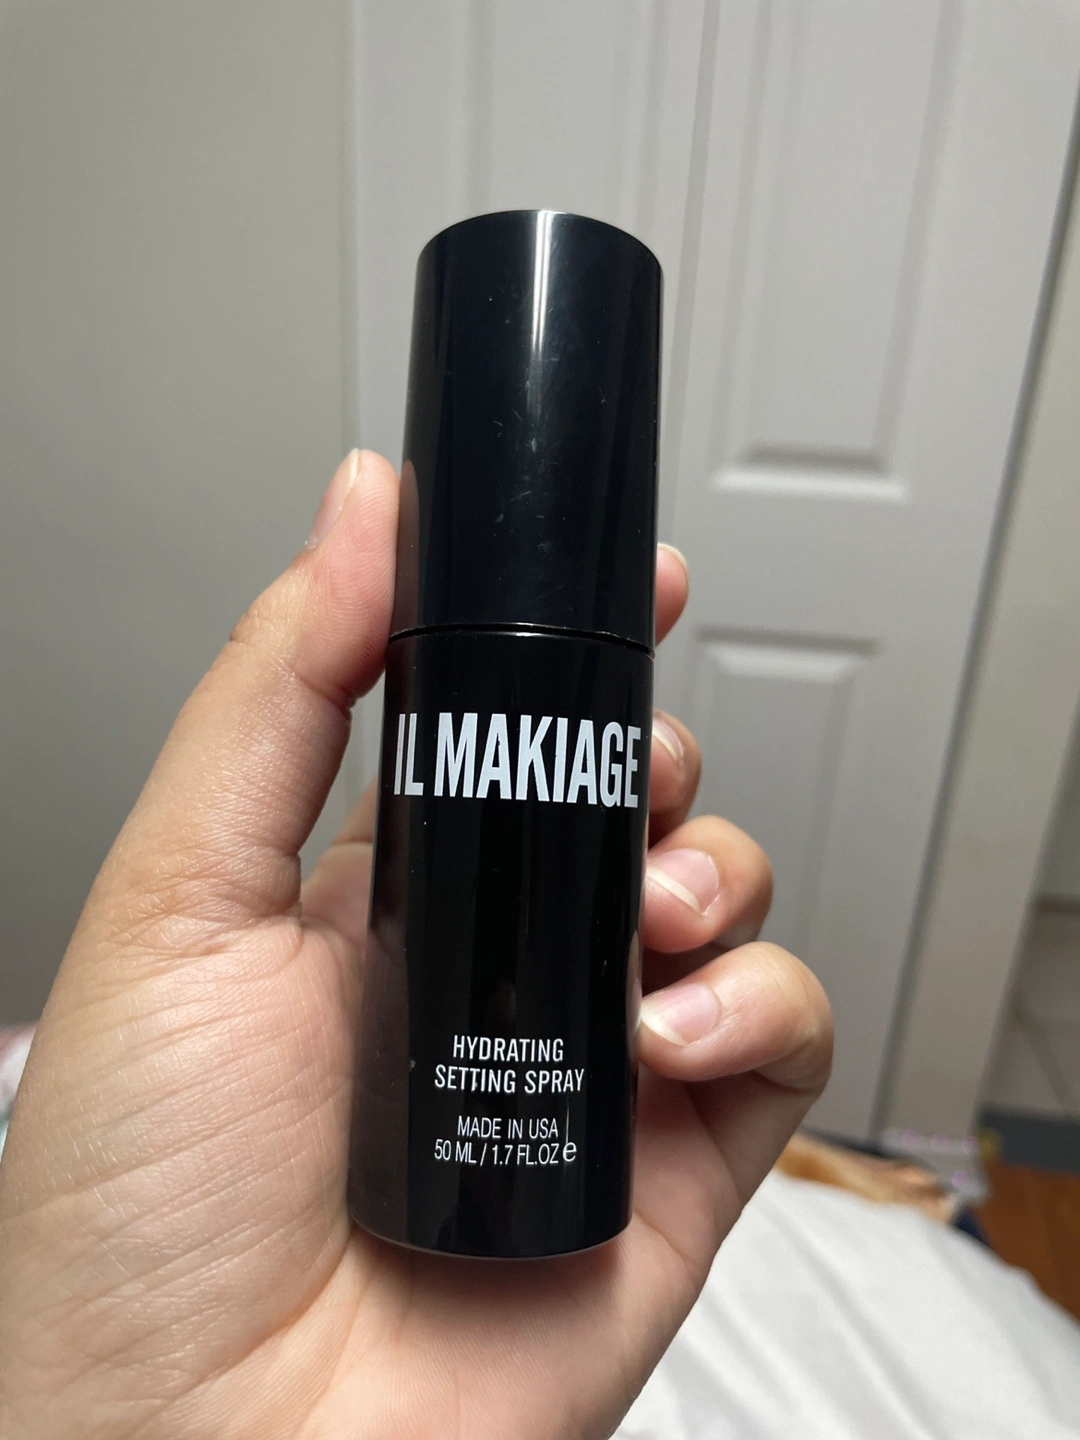 IL MAKIAGE
HYDRATING
SETTING SPRAY
MADE IN USA
50 ML / 1.7 FL.OZ e